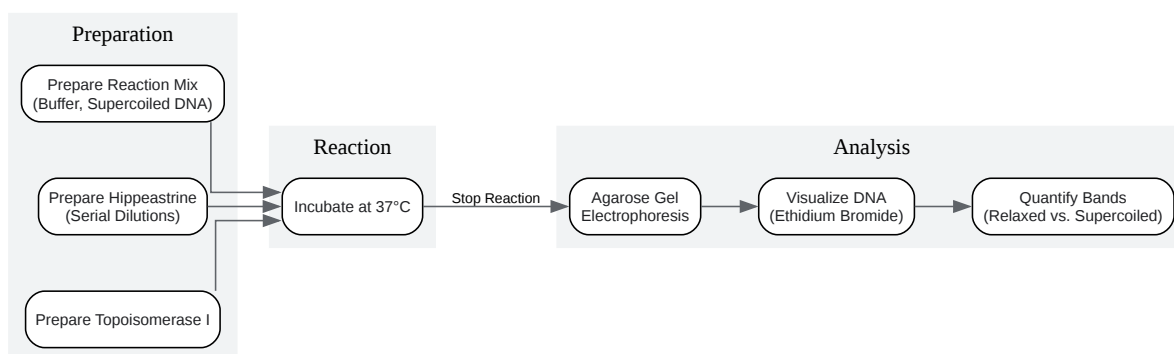 Preparation
Prepare Reaction Mix
(Buffer, Supercoiled DNA)
Prepare Hippeastrine
(Serial Dilutions)
Prepare Topoisomerase I
Reaction
Incubate at 37°C
Stop Reaction
Analysis
Agarose Gel
Electrophoresis
Visualize DNA
(Ethidium Bromide)
Quantify Bands
(Relaxed vs. Supercoiled)